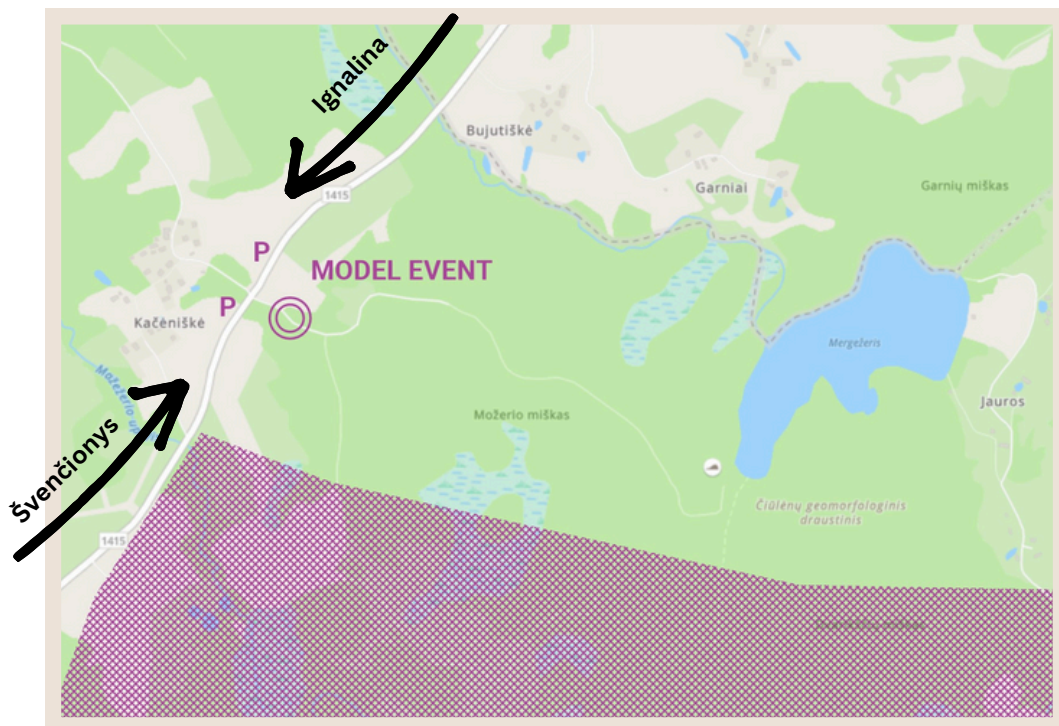 Ignalina
Bujutiškė
Garniai
Garnių miškas
1415
P
MODEL EVENT
P
Kačėniškė
Mergežeris
Jauros
Možerio miškas
Švenčionys
Čiūlėnų geomorfologinis
draustinis
1415